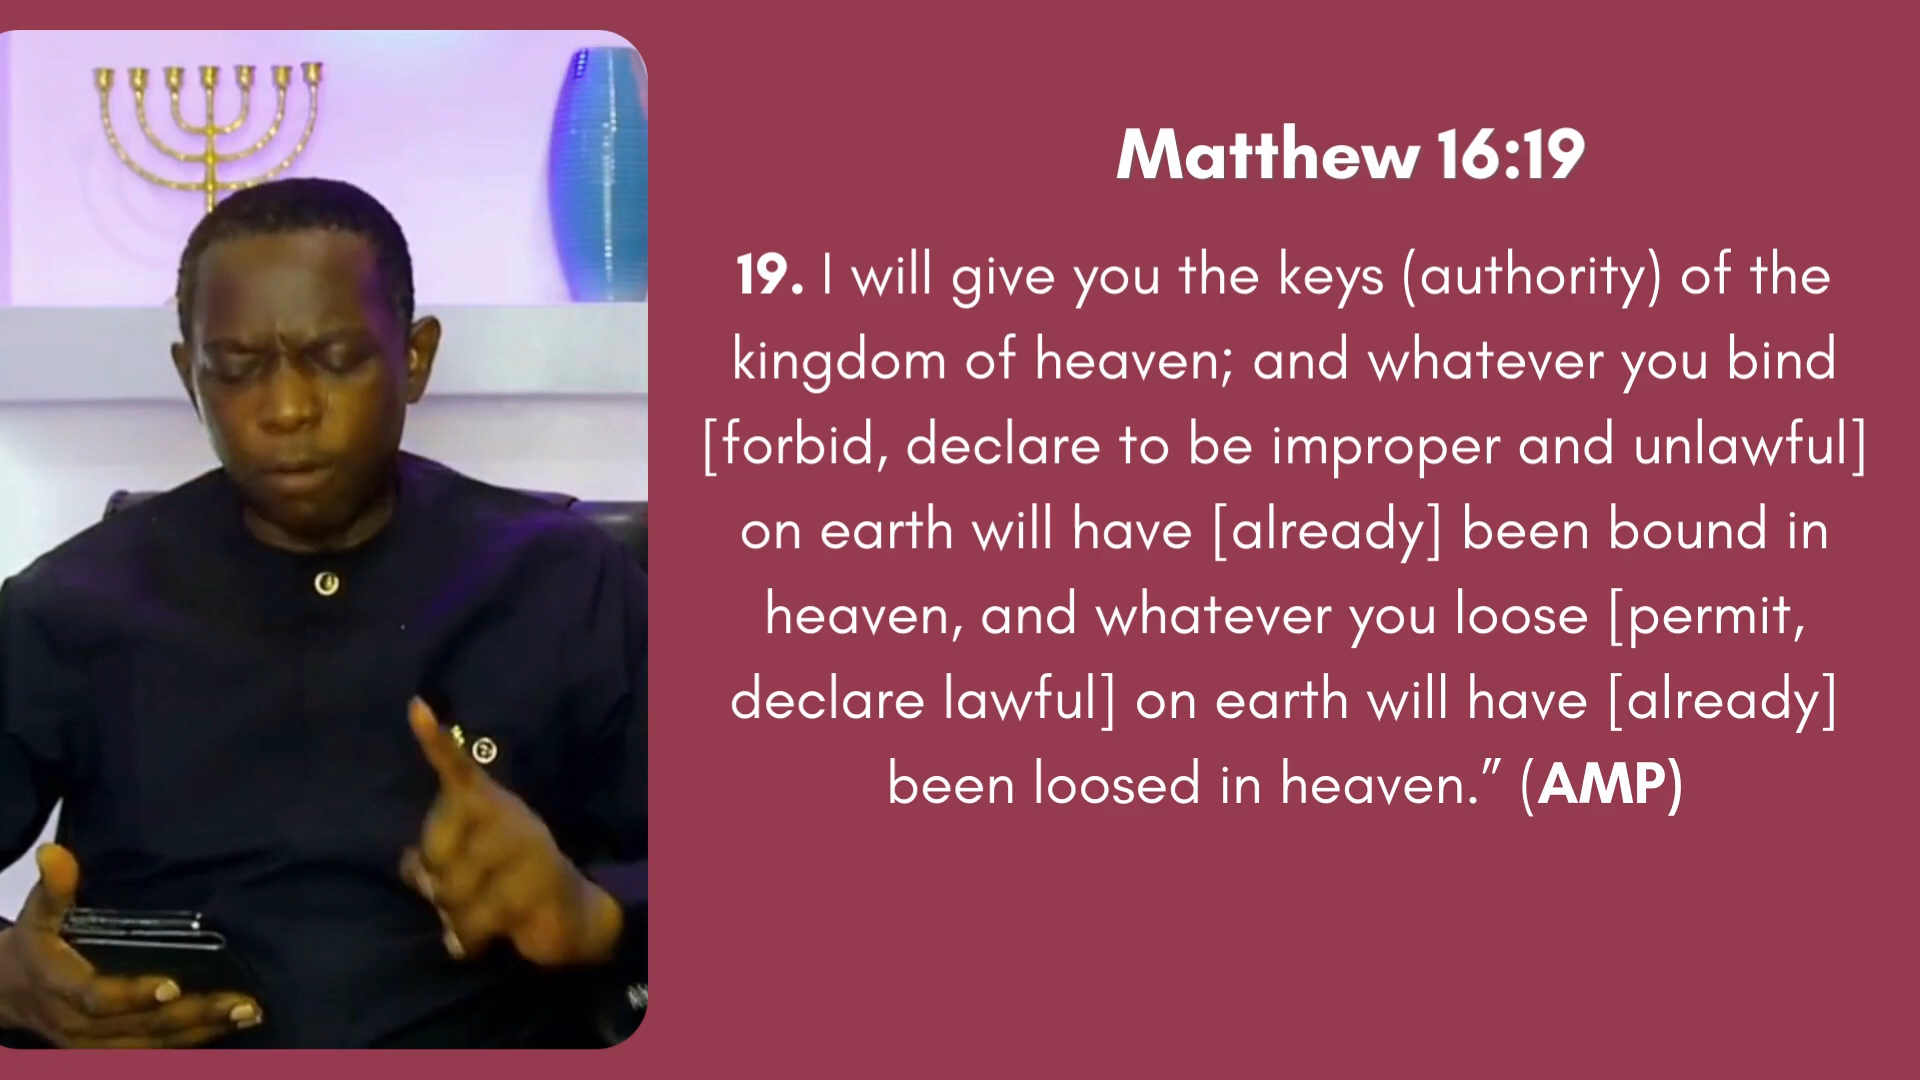 Matthew 16:19
19. I will give you the keys (authority) of the
kingdom of heaven; and whatever you bind
[forbid, declare to be improper and unlawful]
on earth will have [already] been bound in
heaven, and whatever you loose [permit,
declare lawful] on earth will have [already]
been loosed in heaven.” (AMP)